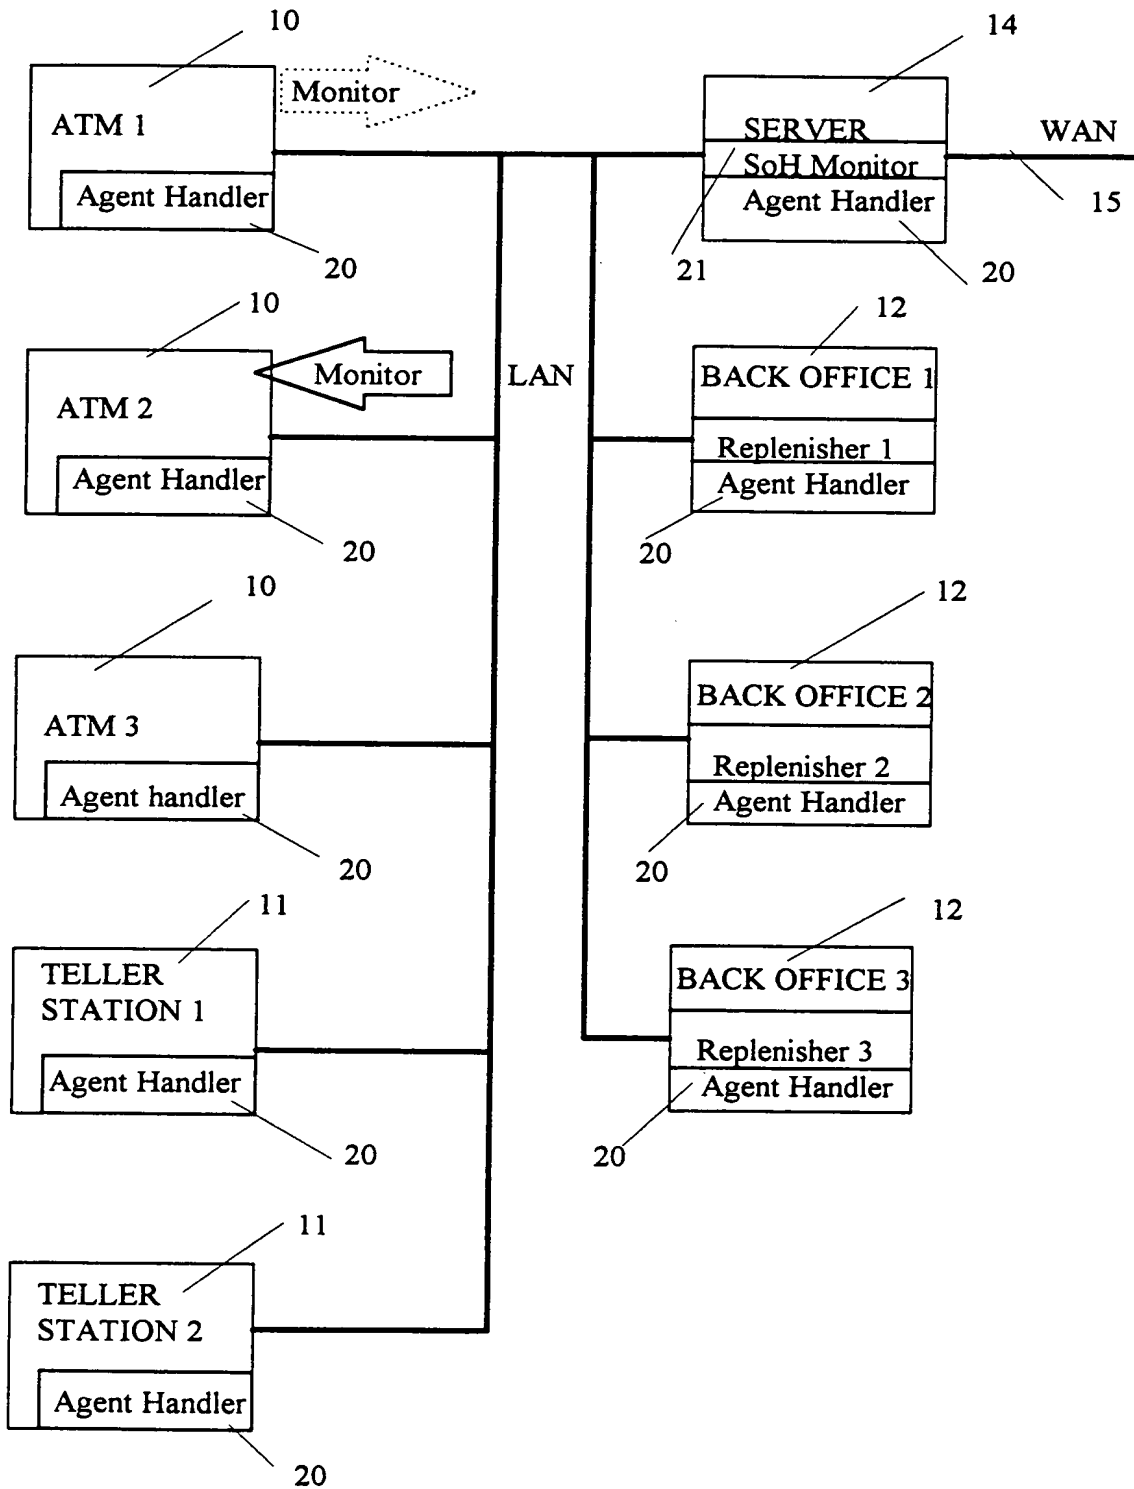 10
Monitor
ATM 1
Agent Handler
20
14
SERVER
SoH Monitor
Agent Handler
21
20
WAN
15
10
Monitor
ATM 2
Agent Handler
20
LAN
12
BACK OFFICE 1
Replenisher 1
Agent Handler
20
10
ATM 3
Agent handler
20
12
BACK OFFICE 2
Replenisher 2
Agent Handler
20
11
TELLER
STATION 1
Agent Handler
20
12
BACK OFFICE 3
Replenisher 3
Agent Handler
20
11
TELLER
STATION 2
Agent Handler
20